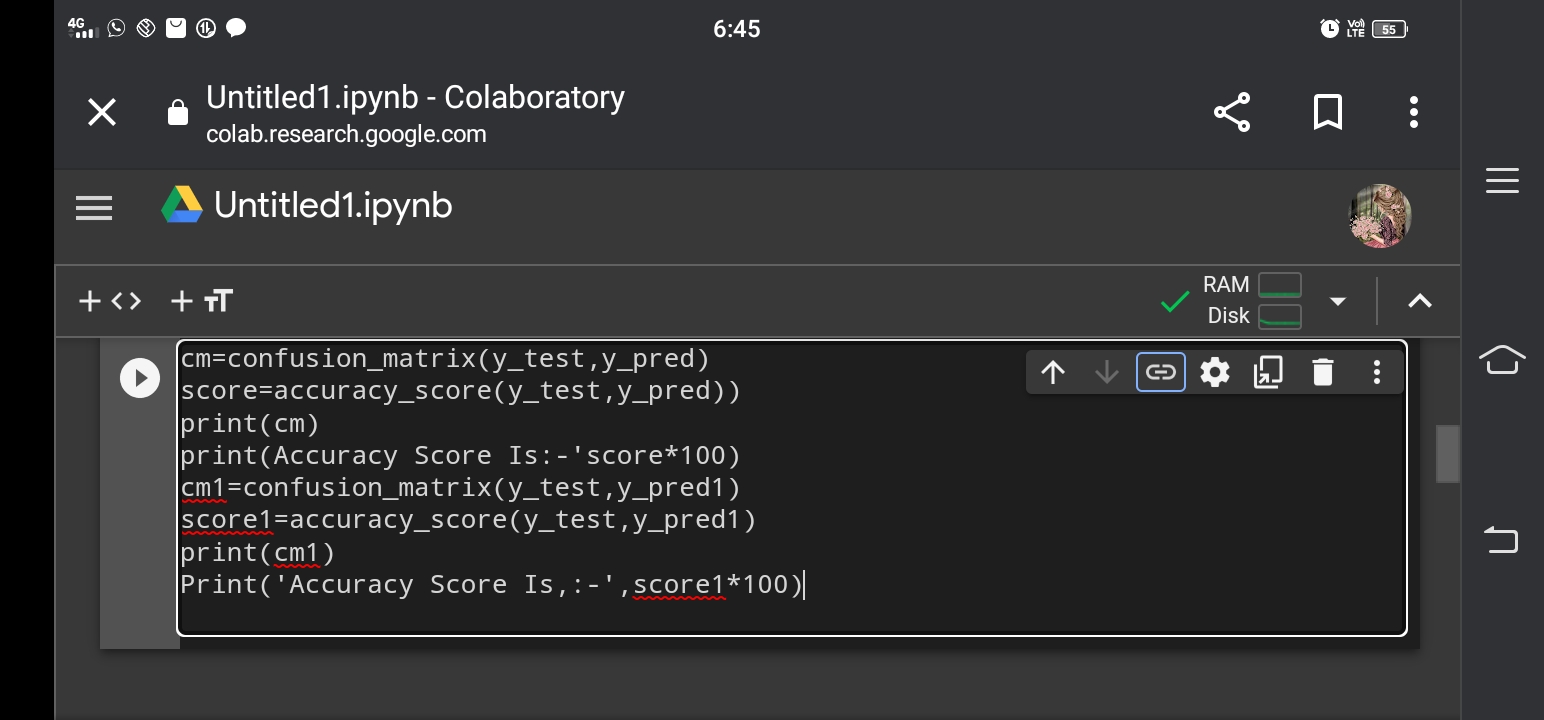 4G
6:45
Vo)
LTE
55
Untitled1.ipynb - Colaboratory
colab.research.google.com
Untitled1.ipynb
RAM
Disk
cm=confusion_matrix(y_test,y_pred)
score=accuracy_score(y_test,y_pred))
print(cm)
print(Accuracy Score Is:-'score*100)
cm1=confusion_matrix(y_test,y_pred1)
score1=accuracy_score(y_test,y_pred1)
print(cm1)
Print('Accuracy Score Is,:-',score1*100)